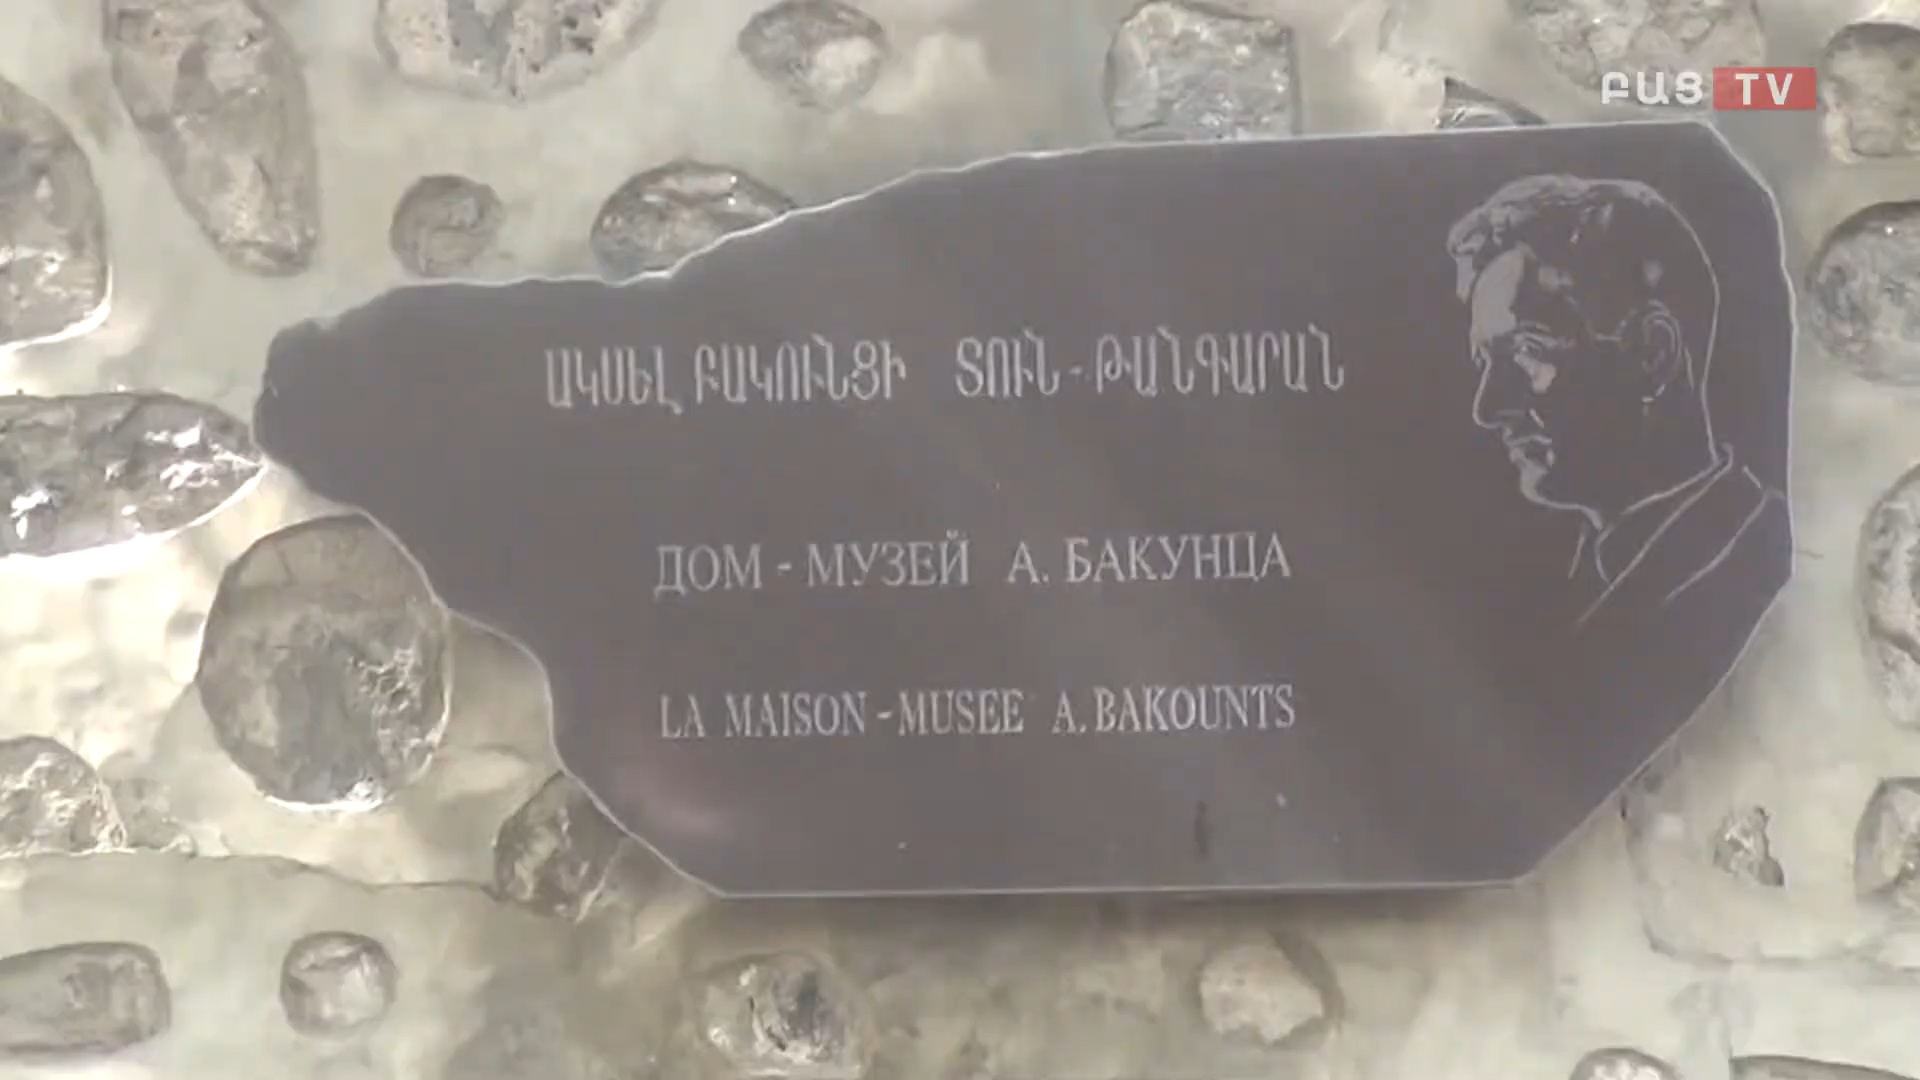 ԲԱՑ TV
ԱԿՍԵԼ ԲԱԿՈՒՆՑԻ ՏՈՒՆ - ԹԱՆԳԱՐԱՆ
ДОМ - МУЗЕЙ А. БАКУНЦА
LA MAISON - MUSEE A. BAKOUNTS